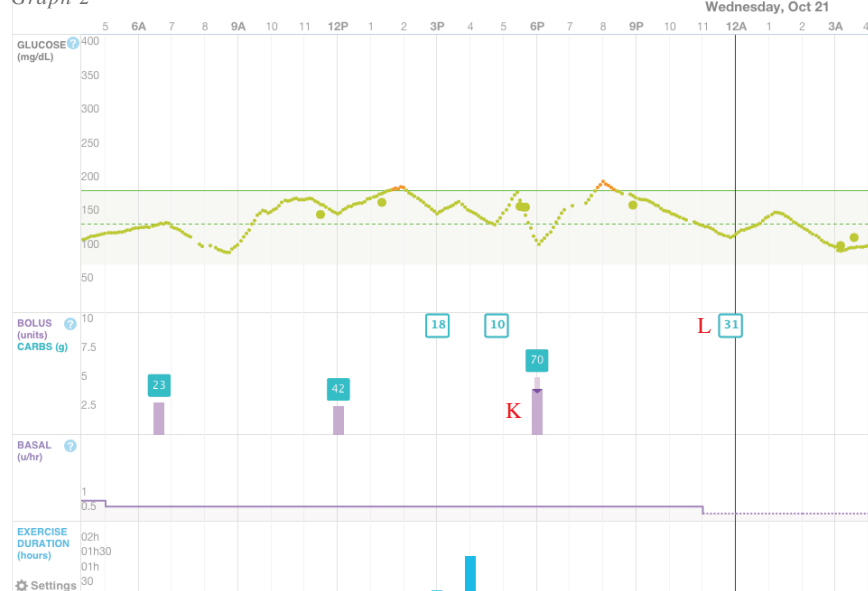 Graph 2
Wednesday, Oct 21
5 6A 7 8 9A 10 11 12P 1 2 3P 4 5 6P 7 8 9P 10 11 12A 1 2 3A 4
GLUCOSE ?
(mg/dL)
400
350
300
250
200
150
100
50
BOLUS ?
(units)
CARBS (g)
10
7.5
5
2.5
23
42
18
10
70
K
L
31
BASAL ?
(u/hr)
1
0.5
EXERCISE
DURATION
(hours)
02h
01h30
01h
30
Settings